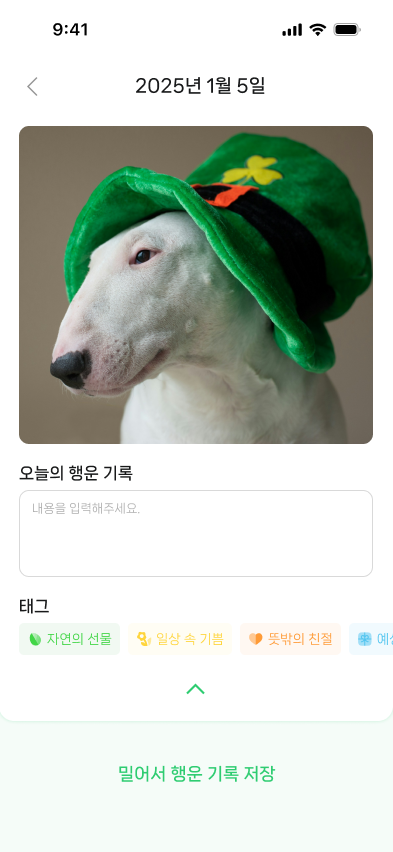 9:41
2025년 1월 5일
오늘의 행운 기록
내용을 입력해주세요.
태그
자연의 선물 일상 속 기쁨 뜻밖의 친절
밀어서 행운 기록 저장